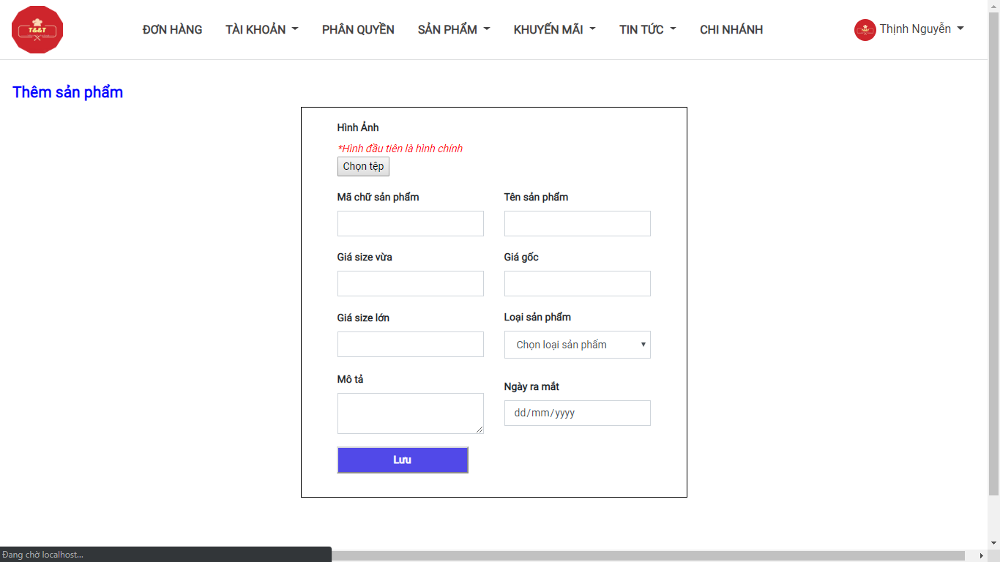 T&&T
ĐƠN HÀNG TÀI KHOẢN PHÂN QUYỀN SẢN PHẨM KHUYẾN MÃI TIN TỨC CHI NHÁNH
Thịnh Nguyễn
Thêm sản phẩm
Hình Ảnh
*Hình đầu tiên là hình chính
Chọn tệp
Mã chữ sản phẩm Tên sản phẩm
Giá size vừa Giá gốc
Giá size lớn Loại sản phẩm
Chọn loại sản phẩm
Mô tả Ngày ra mắt
dd/mm/yyyy
Lưu
Đang chờ localhost...